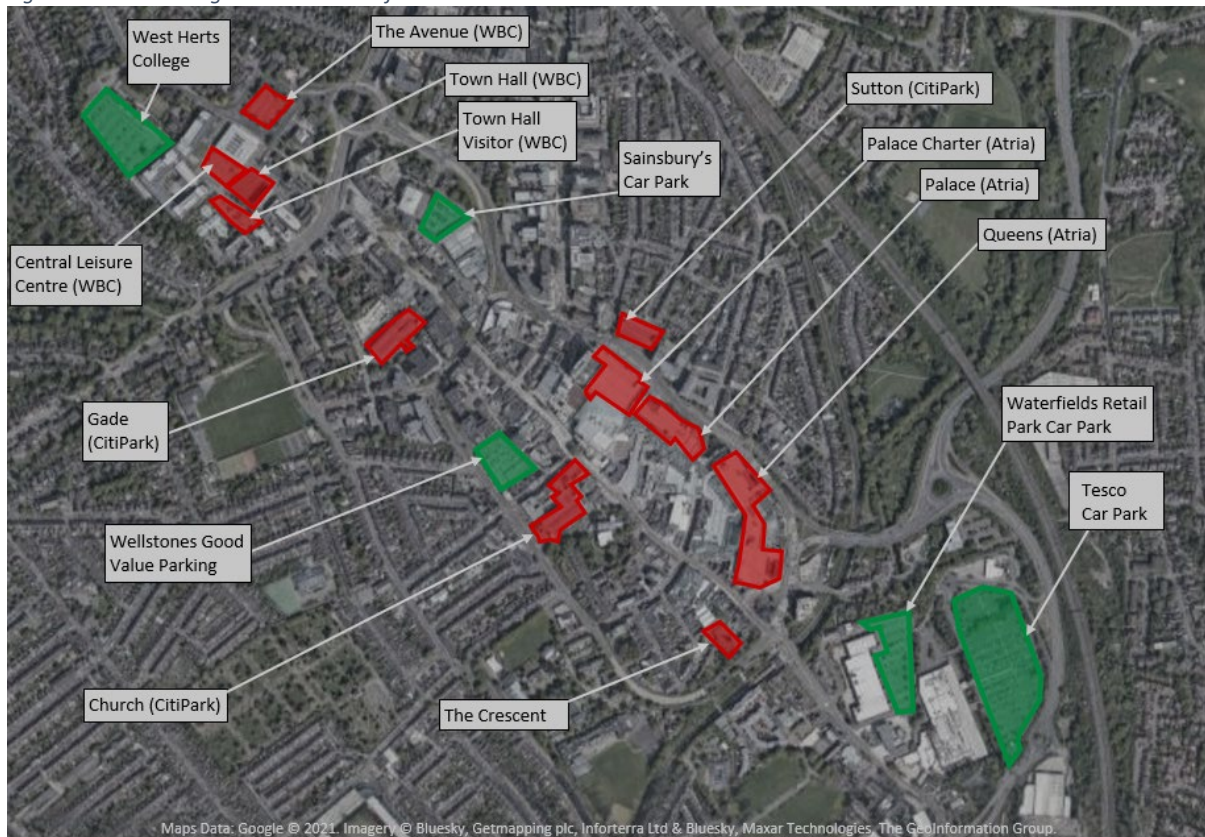 West Herts
College
The Avenue (WBC)
Town Hall (WBC)
Town Hall
Visitor (WBC)
Sainsbury's
Car Park
Sutton (CitiPark)
Palace Charter (Atria)
Palace (Atria)
Queens (Atria)
Central Leisure
Centre (WBC)
Gade
(CitiPark)
Waterfields Retail
Park Car Park
Tesco
Car Park
Wellstones Good
Value Parking
Church (CitiPark)
The Crescent
Maps Data: Google © 2021. Imagery © Bluesky, Getmapping plc, Infoterra Ltd & Bluesky, Maxar Technologies, The GeoInformation Group.